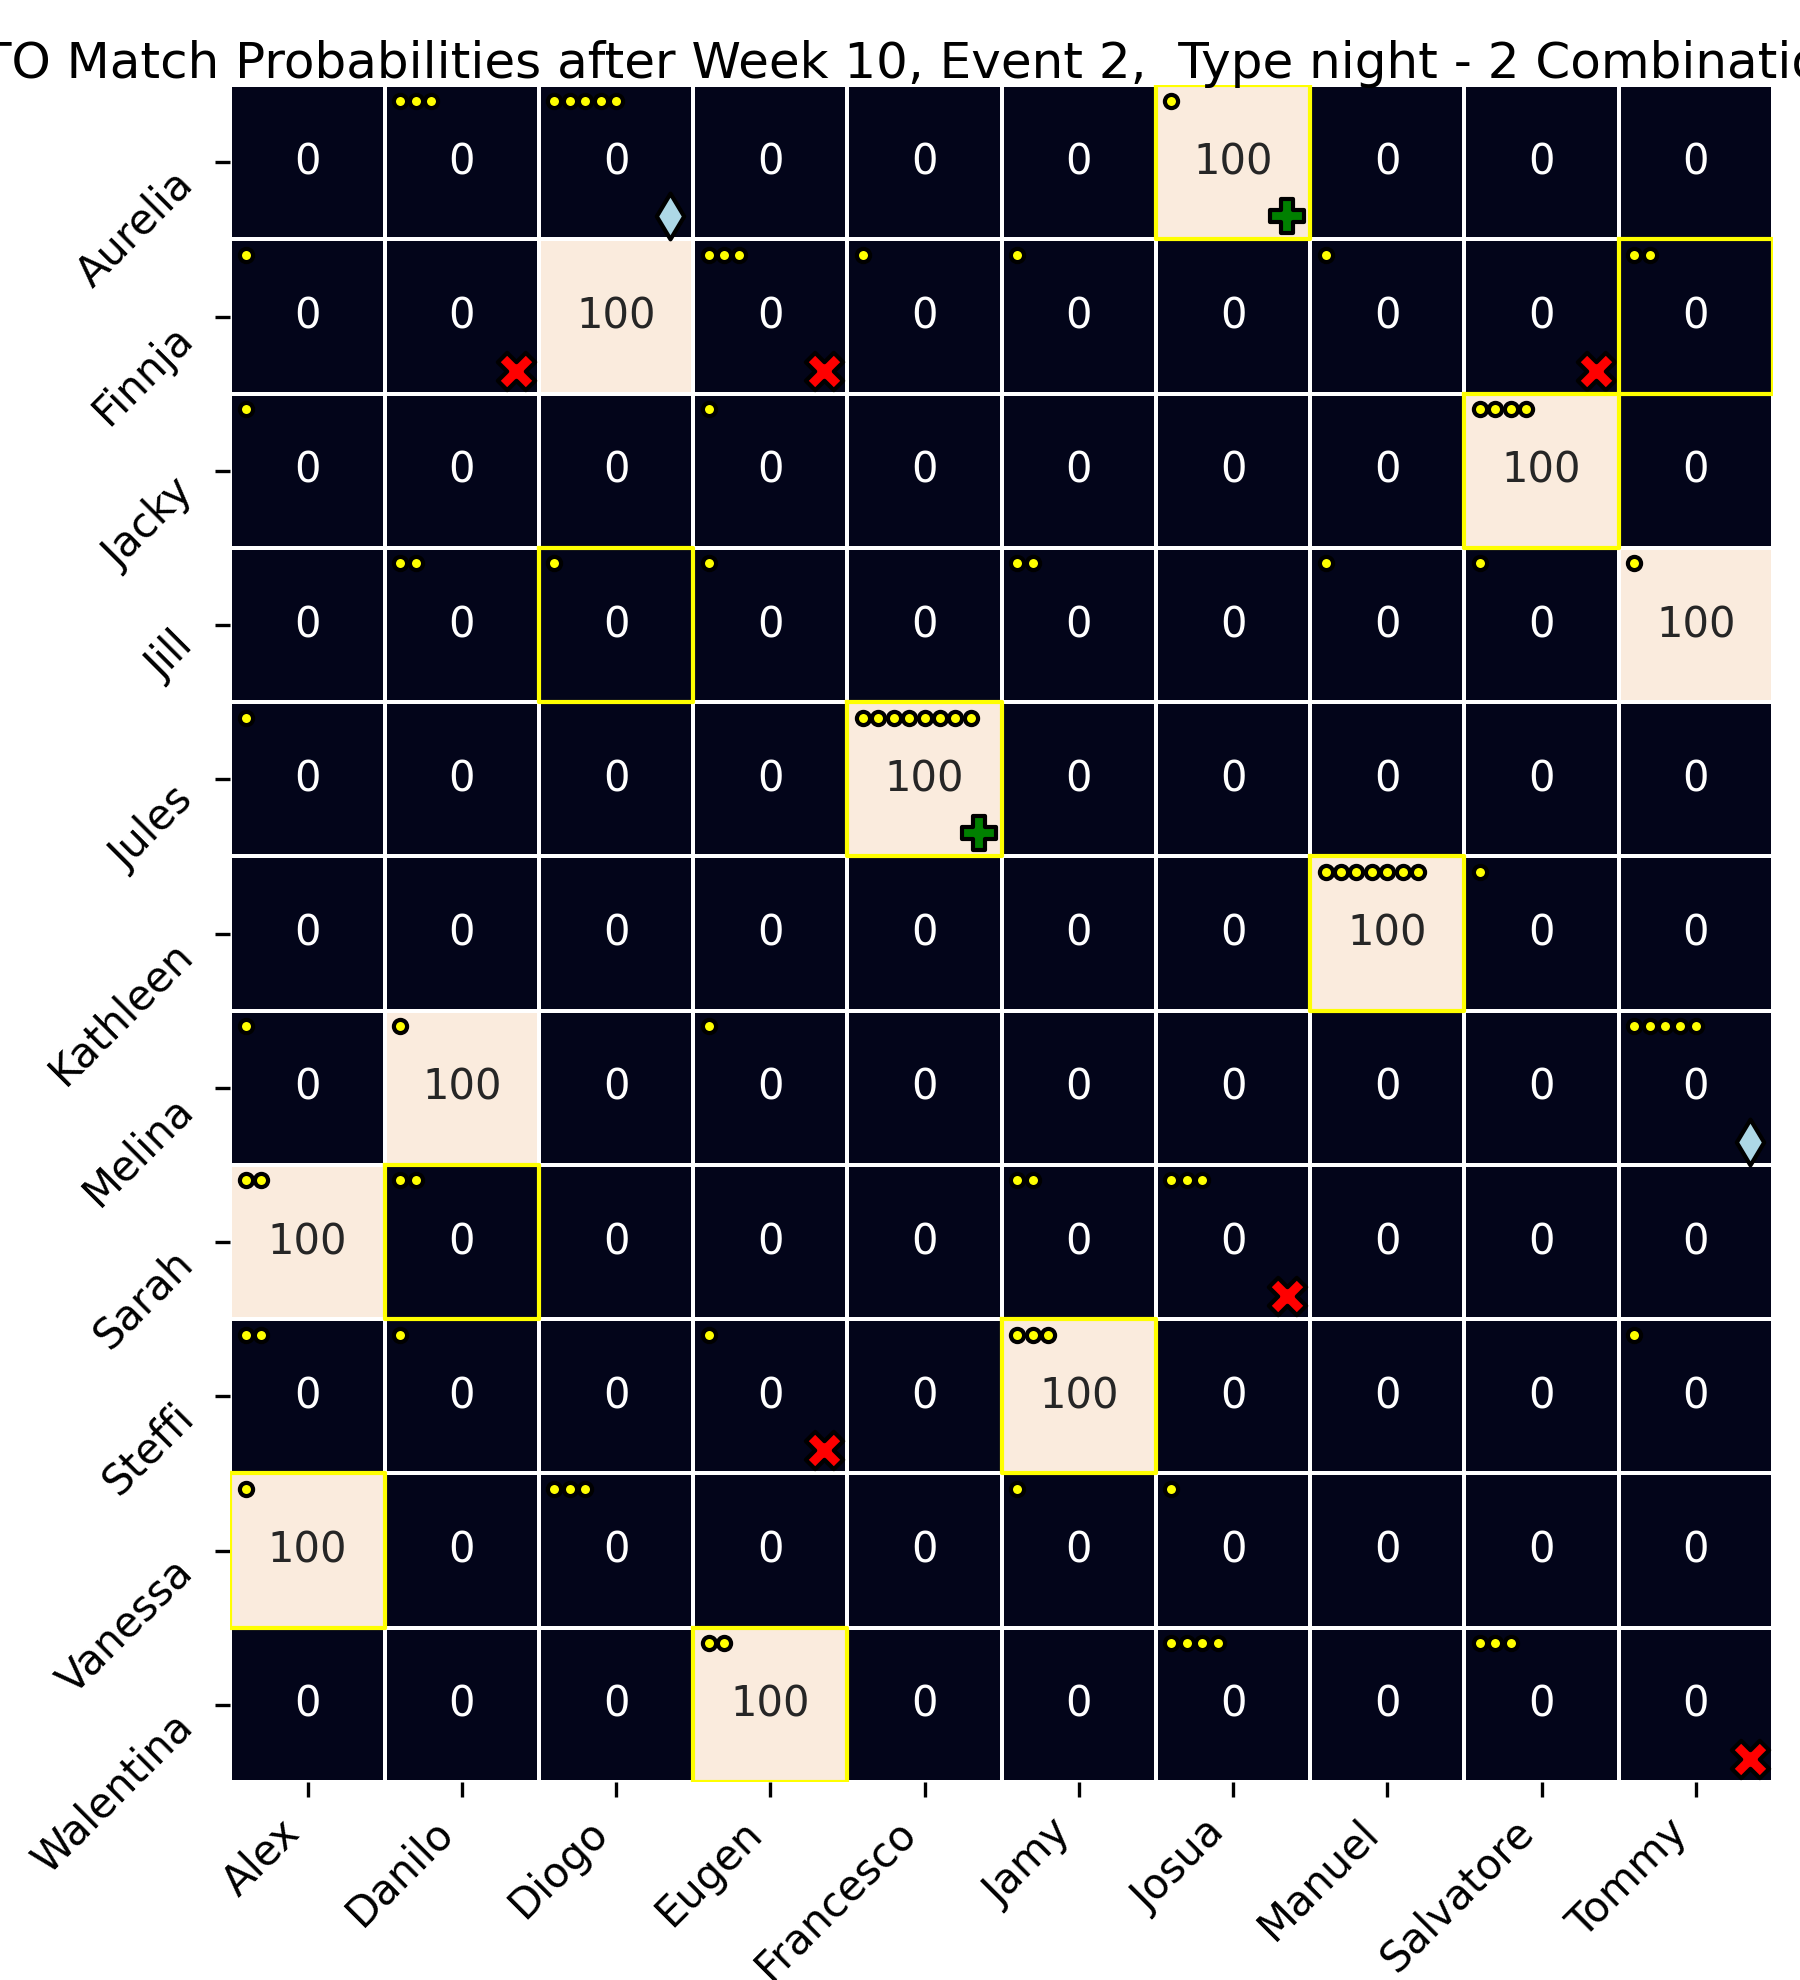 TO Match Probabilities after Week 10, Event 2, Type night - 2
Aurelia 0 0 0 0 0 0 100 0 0 0
Finnja 0 0 100 0 0 0 0 0 0 0
Jacky 0 0 0 0 0 0 0 0 100 0
Jill 0 0 0 0 0 0 0 0 0 100
Jules 0 0 0 0 100 0 0 0 0 0
Kathleen 0 0 0 0 0 0 0 100 0 0
Melina 0 100 0 0 0 0 0 0 0 0
Sarah 100 0 0 0 0 0 0 0 0 0
Steffi 0 0 0 0 0 100 0 0 0 0
Vanessa 100 0 0 0 0 0 0 0 0 0
Walentina 0 0 0 100 0 0 0 0 0 0
Alex Danilo Diogo Eugen Francesco Jamy Josua Manuel Salvatore Tommy